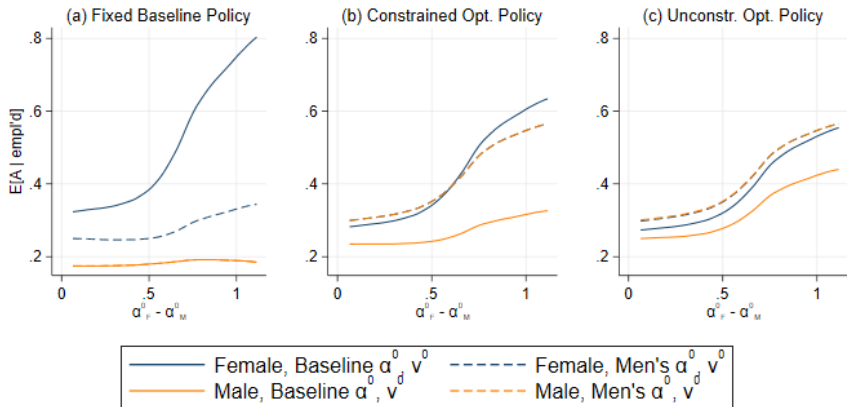 (a) Fixed Baseline Policy (b) Constrained Opt. Policy (c) Unconstr. Opt. Policy
E[A | empl'd]
.8 .8 .8
.6 .6 .6
.4 .4 .4
.2 .2 .2
0 .5 1 0 .5 1 0 .5 1
α⁰_F - α⁰_M α⁰_F - α⁰_M α⁰_F - α⁰_M
Female, Baseline α⁰, v⁰ Female, Men's α⁰, v⁰
Male, Baseline α⁰, v⁰ Male, Men's α⁰, v⁰